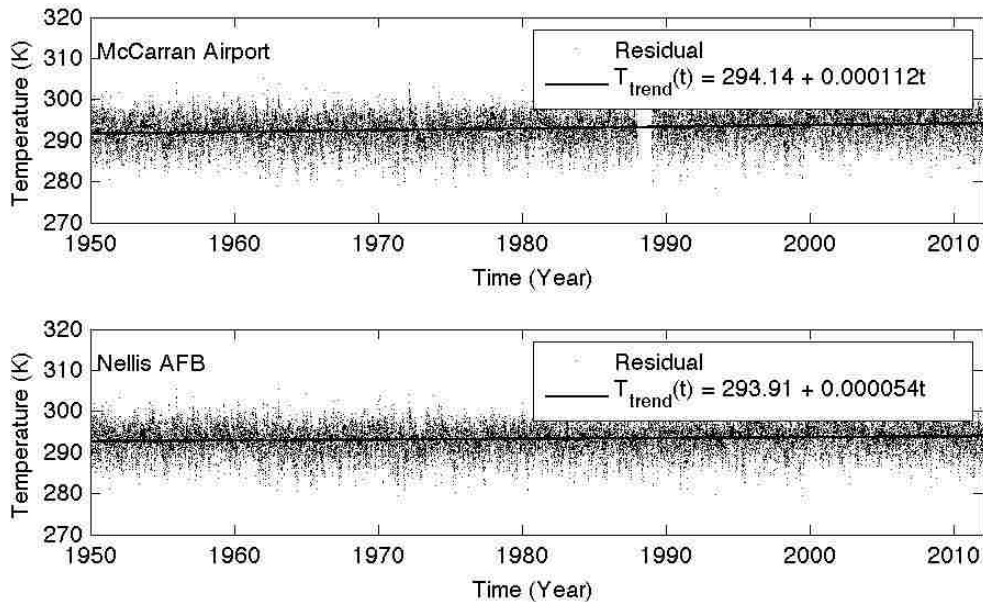 320
310
300
290
280
270
Temperature (K)
McCarran Airport
Residual
T_trend(t) = 294.14 + 0.000112t
1950 1960 1970 1980 1990 2000 2010
Time (Year)
320
310
300
290
280
270
Temperature (K)
Nellis AFB
Residual
T_trend(t) = 293.91 + 0.000054t
1950 1960 1970 1980 1990 2000 2010
Time (Year)